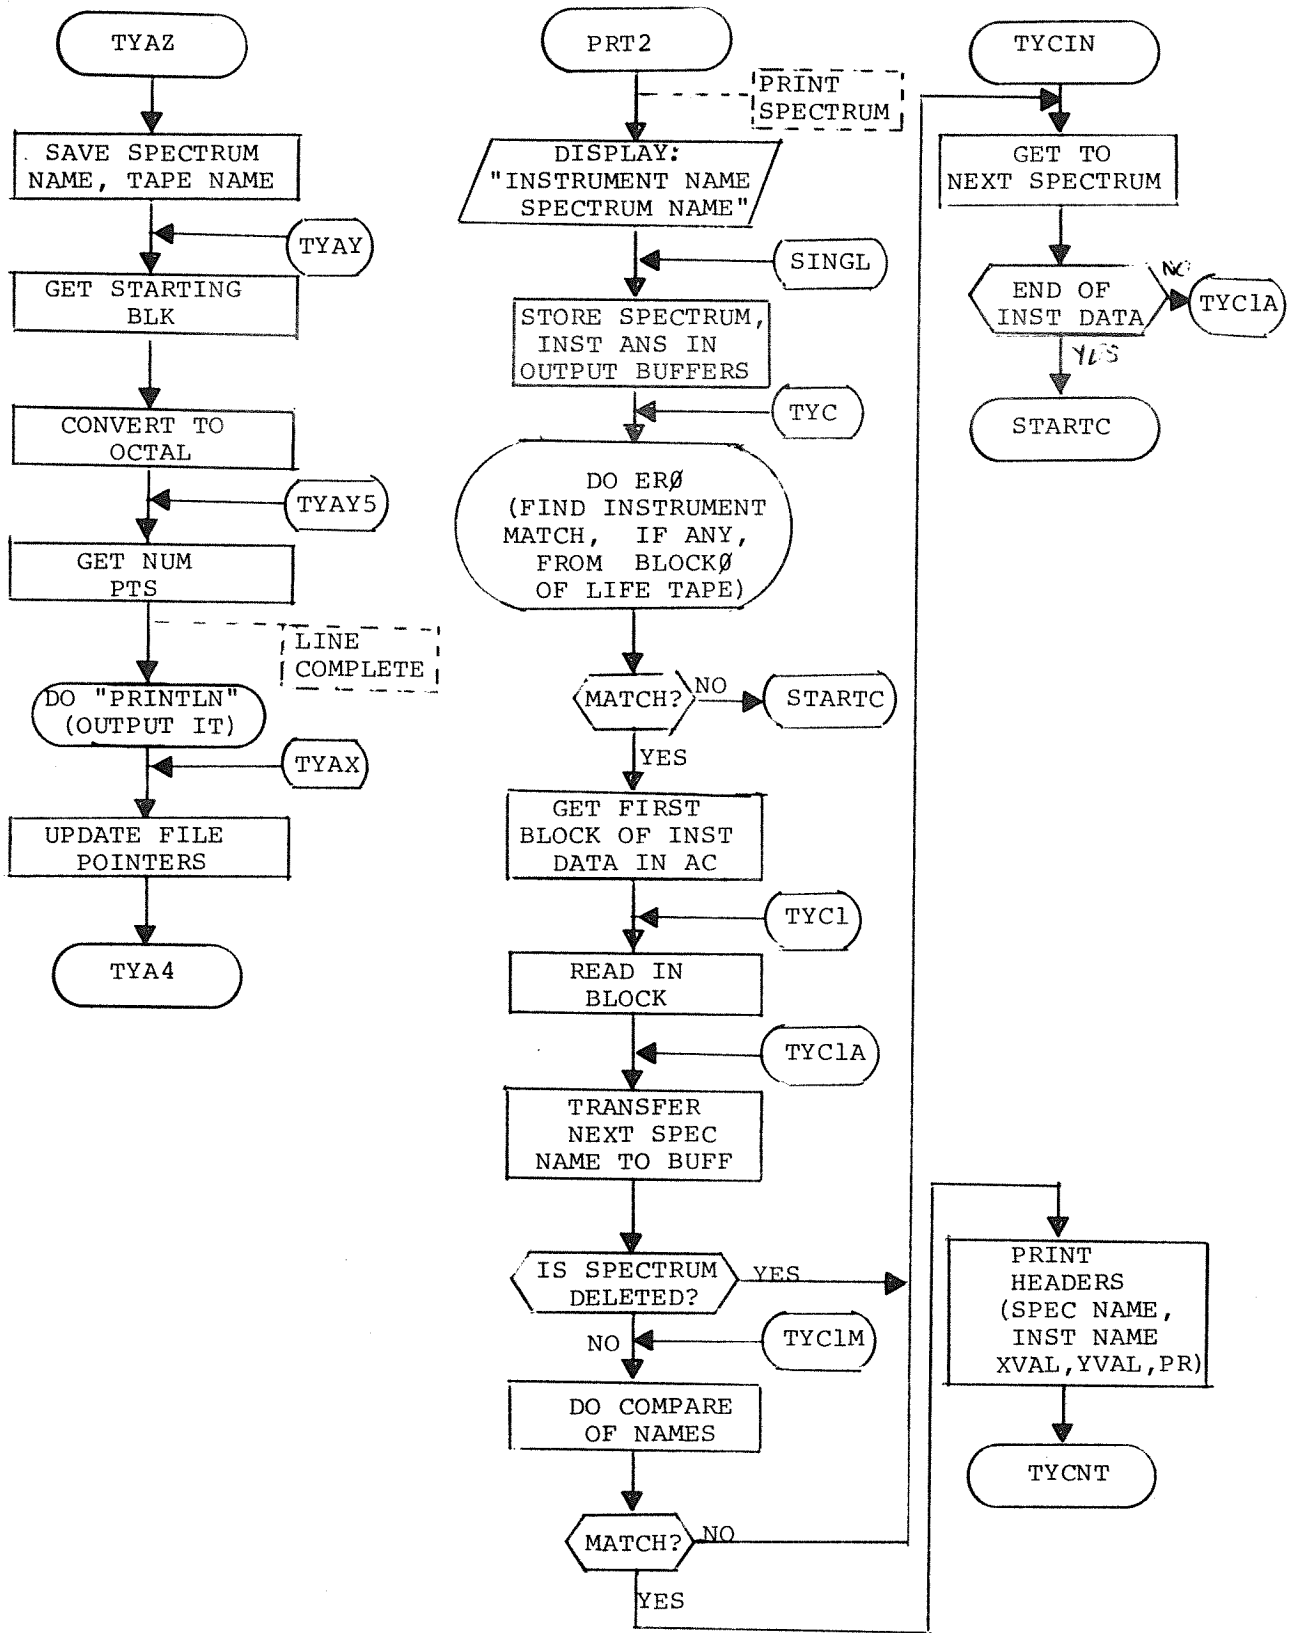 TYAZ
SAVE SPECTRUM
NAME, TAPE NAME
TYAY
GET STARTING
BLK
CONVERT TO
OCTAL
TYAY5
GET NUM
PTS
LINE
COMPLETE
DO "PRINTLN"
(OUTPUT IT)
TYAX
UPDATE FILE
POINTERS
TYA4
PRT2
PRINT
SPECTRUM
DISPLAY:
"INSTRUMENT NAME
SPECTRUM NAME"
SINGL
STORE SPECTRUM,
INST ANS IN
OUTPUT BUFFERS
TYC
DO ERØ
(FIND INSTRUMENT
MATCH, IF ANY,
FROM BLOCKØ
OF LIFE TAPE)
MATCH?
NO
STARTC
YES
GET FIRST
BLOCK OF INST
DATA IN AC
TYC1
READ IN
BLOCK
TYC1A
TRANSFER
NEXT SPEC
NAME TO BUFF
IS SPECTRUM
DELETED?
YES
NO
TYC1M
DO COMPARE
OF NAMES
MATCH?
NO
YES
TYCIN
GET TO
NEXT SPECTRUM
END OF
INST DATA
NO
TYC1A
YES
STARTC
PRINT
HEADERS
(SPEC NAME,
INST NAME
XVAL,YVAL,PR)
TYCNT